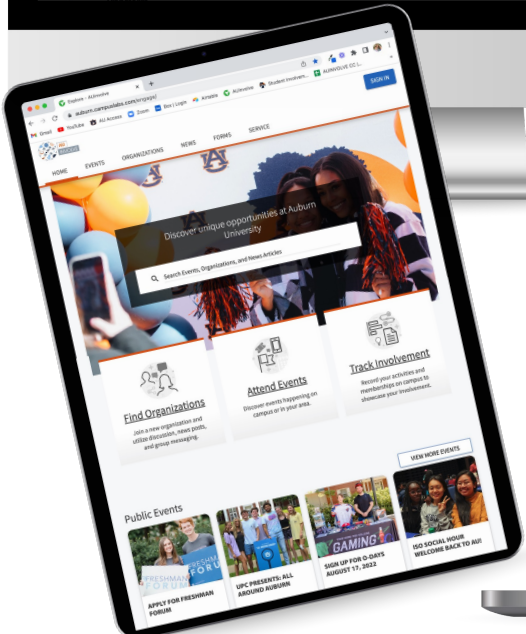 Explore - AUInvolve
auburn.campuslabs.com/engage/
Gmail YouTube AU Access Zoom Box | Login Airtable AUInvolve Student Involvem... AUINVOLVE CC L...
SIGN IN
HOME EVENTS ORGANIZATIONS NEWS FORMS SERVICE
Discover unique opportunities at Auburn
University
Search Events, Organizations, and News Articles
Find Organizations
Join a new organization and
utilize discussion, news posts,
and group messaging.
Attend Events
Discover events happening on
campus or in your area.
Track Involvement
Record your activities and
memberships on campus to
showcase your involvement.
Public Events
VIEW MORE EVENTS
FRESHMAN
FORUM
GAMING
APPLY FOR FRESHMAN
FORUM
UPC PRESENTS: ALL
AROUND AUBURN
SIGN UP FOR O-DAYS
AUGUST 17, 2022
ISO SOCIAL HOUR
WELCOME BACK TO AU!